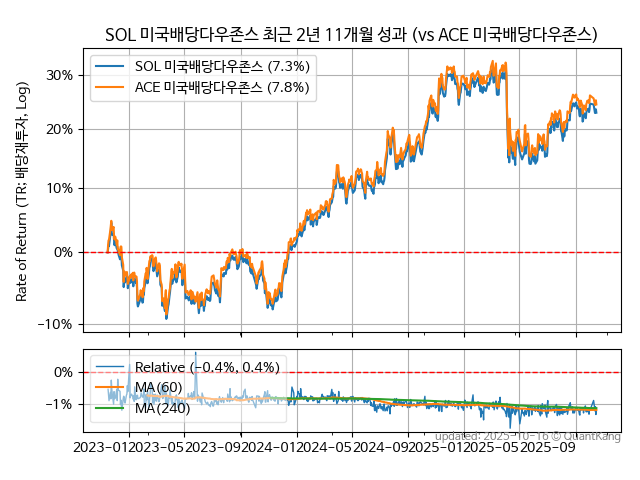 SOL 미국배당다우존스 최근 2년 11개월 성과 (vs ACE 미국배당다우존스)
Rate of Return (TR: 배당재투자, Log)
30%
20%
10%
0%
−10%
SOL 미국배당다우존스 (7.3%)
ACE 미국배당다우존스 (7.8%)
0%
−1%
Relative (−0.4%, 0.4%)
MA(60)
MA(240)
2023−01 2023−05 2023−09 2024−01 2024−05 2024−09 2025−01 2025−05 2025−09
updated: 2025−10−16 © QuantKang